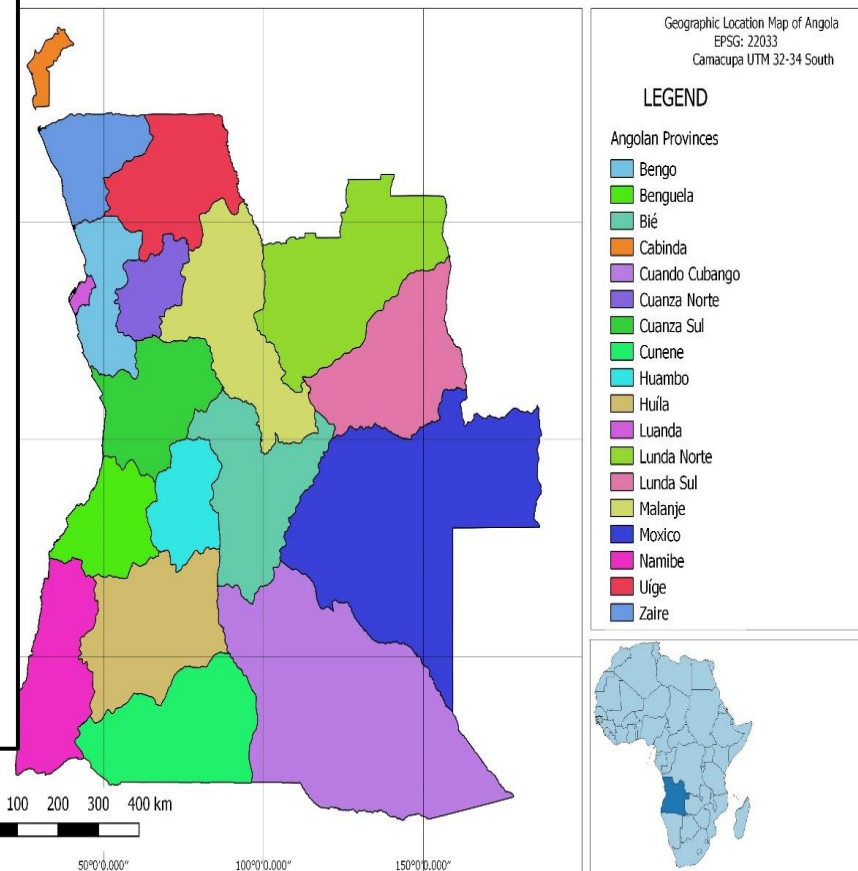 Geographic Location Map of Angola
EPSG: 22033
Camacupa UTM 32-34 South
LEGEND
Angolan Provinces
Bengo
Benguela
Bié
Cabinda
Cuando Cubango
Cuanza Norte
Cuanza Sul
Cunene
Huambo
Huíla
Luanda
Lunda Norte
Lunda Sul
Malanje
Moxico
Namibe
Uíge
Zaire
100 200 300 400 km
50°0'0.000" 100°0'0.000" 150°0'0.000"